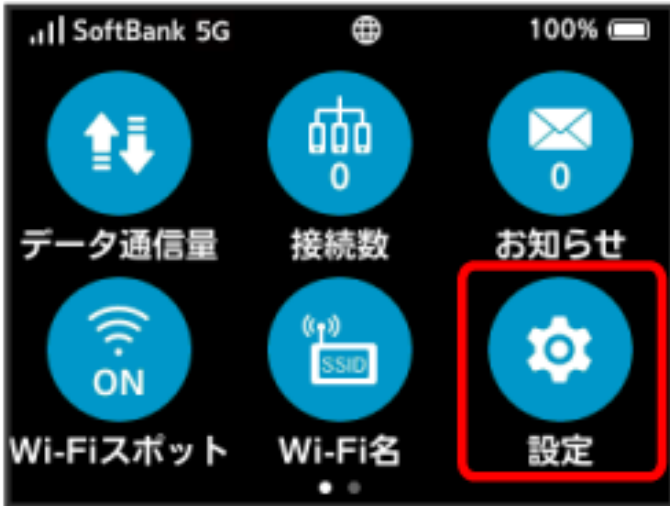 SoftBank 5G 100%
0 0
データ通信量 接続数 お知らせ
ON SSID
Wi-Fiスポット Wi-Fi名 設定